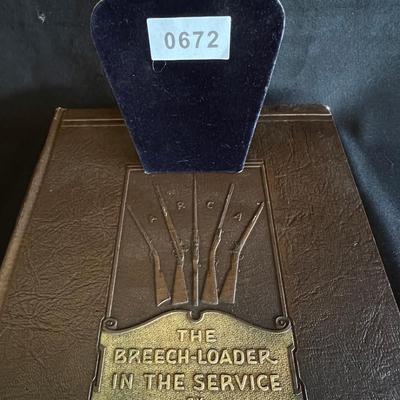 0672
A R C A
THE
BREECH-LOADER
IN THE SERVICE